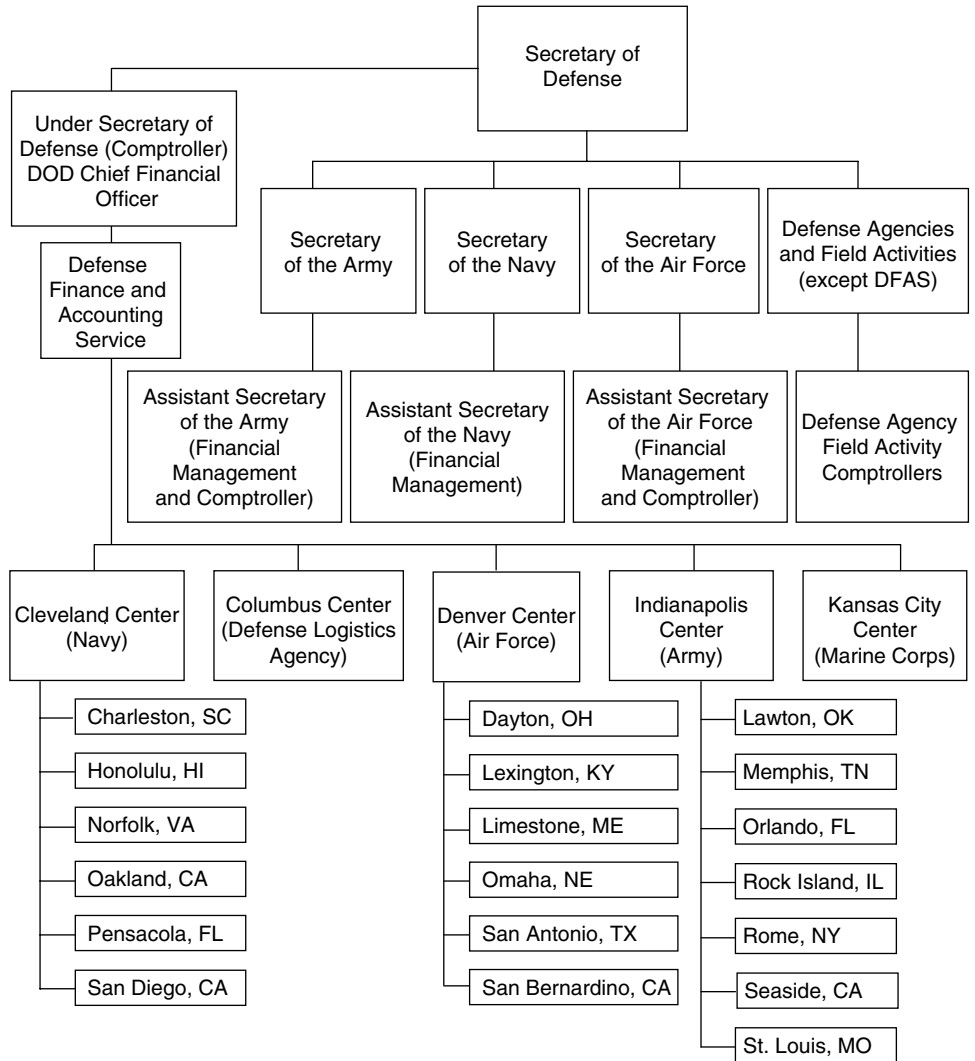 Secretary of
Defense
Under Secretary of
Defense (Comptroller)
DOD Chief Financial
Officer
Secretary
of the Army
Secretary
of the Navy
Secretary
of the Air Force
Defense Agencies
and Field Activities
(except DFAS)
Defense
Finance and
Accounting
Service
Assistant Secretary
of the Army
(Financial
Management
and Comptroller)
Assistant Secretary
of the Navy
(Financial
Management)
Assistant Secretary
of the Air Force
(Financial
Management
and Comptroller)
Defense Agency
Field Activity
Comptrollers
Cleveland Center
(Navy)
Columbus Center
(Defense Logistics
Agency)
Denver Center
(Air Force)
Indianapolis
Center
(Army)
Kansas City
Center
(Marine Corps)
Charleston, SC
Honolulu, HI
Norfolk, VA
Oakland, CA
Pensacola, FL
San Diego, CA
Dayton, OH
Lexington, KY
Limestone, ME
Omaha, NE
San Antonio, TX
San Bernardino, CA
Lawton, OK
Memphis, TN
Orlando, FL
Rock Island, IL
Rome, NY
Seaside, CA
St. Louis, MO